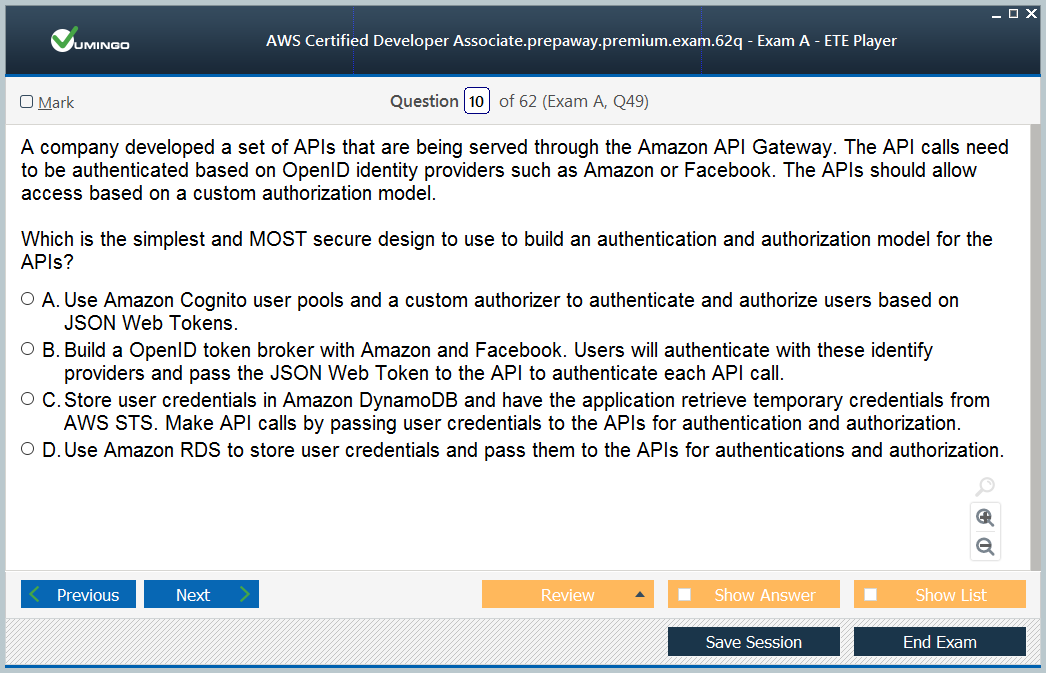 VUMINGO
AWS Certified Developer Associate.prepaway.premium.exam.62q - Exam A - ETE Player
Mark
Question 10 of 62 (Exam A, Q49)
A company developed a set of APIs that are being served through the Amazon API Gateway. The API calls need
to be authenticated based on OpenID identity providers such as Amazon or Facebook. The APIs should allow
access based on a custom authorization model.
Which is the simplest and MOST secure design to use to build an authentication and authorization model for the
APIs?
A. Use Amazon Cognito user pools and a custom authorizer to authenticate and authorize users based on
JSON Web Tokens.
B. Build a OpenID token broker with Amazon and Facebook. Users will authenticate with these identify
providers and pass the JSON Web Token to the API to authenticate each API call.
C. Store user credentials in Amazon DynamoDB and have the application retrieve temporary credentials from
AWS STS. Make API calls by passing user credentials to the APIs for authentication and authorization.
D. Use Amazon RDS to store user credentials and pass them to the APIs for authentications and authorization.
Previous
Next
Review
Show Answer
Show List
Save Session
End Exam